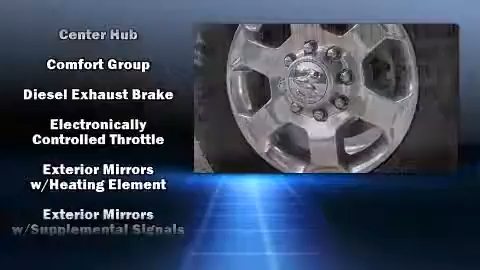 Center Hub
Comfort Group
Diesel Exhaust Brake
Electronically
Controlled Throttle
Exterior Mirrors
w/Heating Element
Exterior Mirrors
w/Supplemental Signals